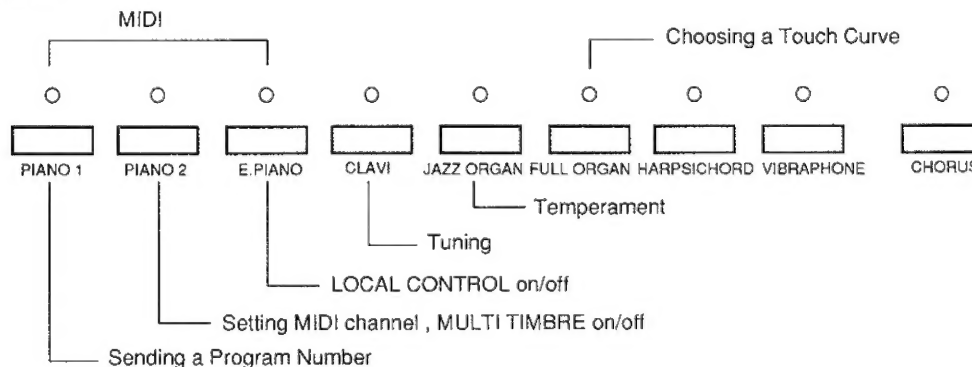 MIDI
Choosing a Touch Curve
PIANO 1 PIANO 2 E.PIANO CLAVI JAZZ ORGAN FULL ORGAN HARPSICHORD VIBRAPHONE CHORUS
Temperament
Tuning
LOCAL CONTROL on/off
Setting MIDI channel , MULTI TIMBRE on/off
Sending a Program Number